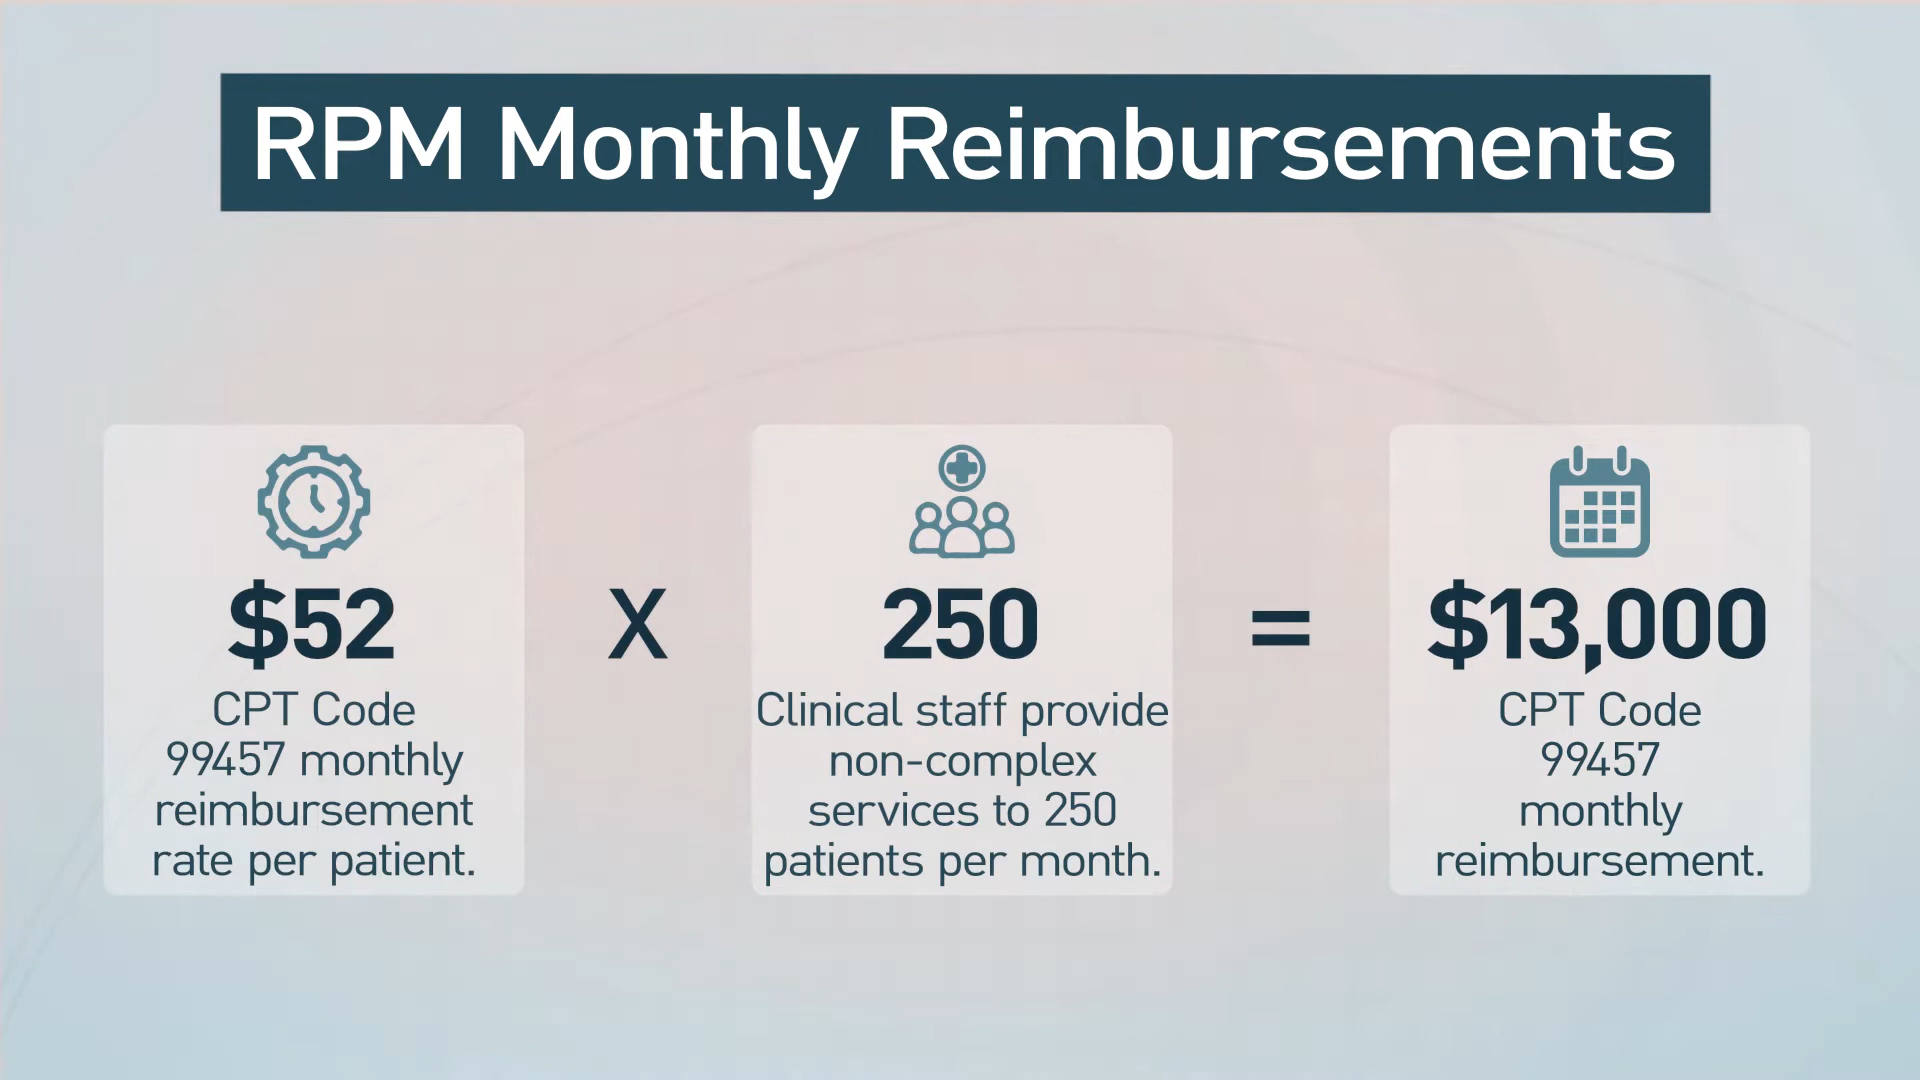 RPM Monthly Reimbursements
$52
CPT Code
99457 monthly
reimbursement
rate per patient.
X
250
Clinical staff provide
non-complex
services to 250
patients per month.
=
$13,000
CPT Code
99457
monthly
reimbursement.